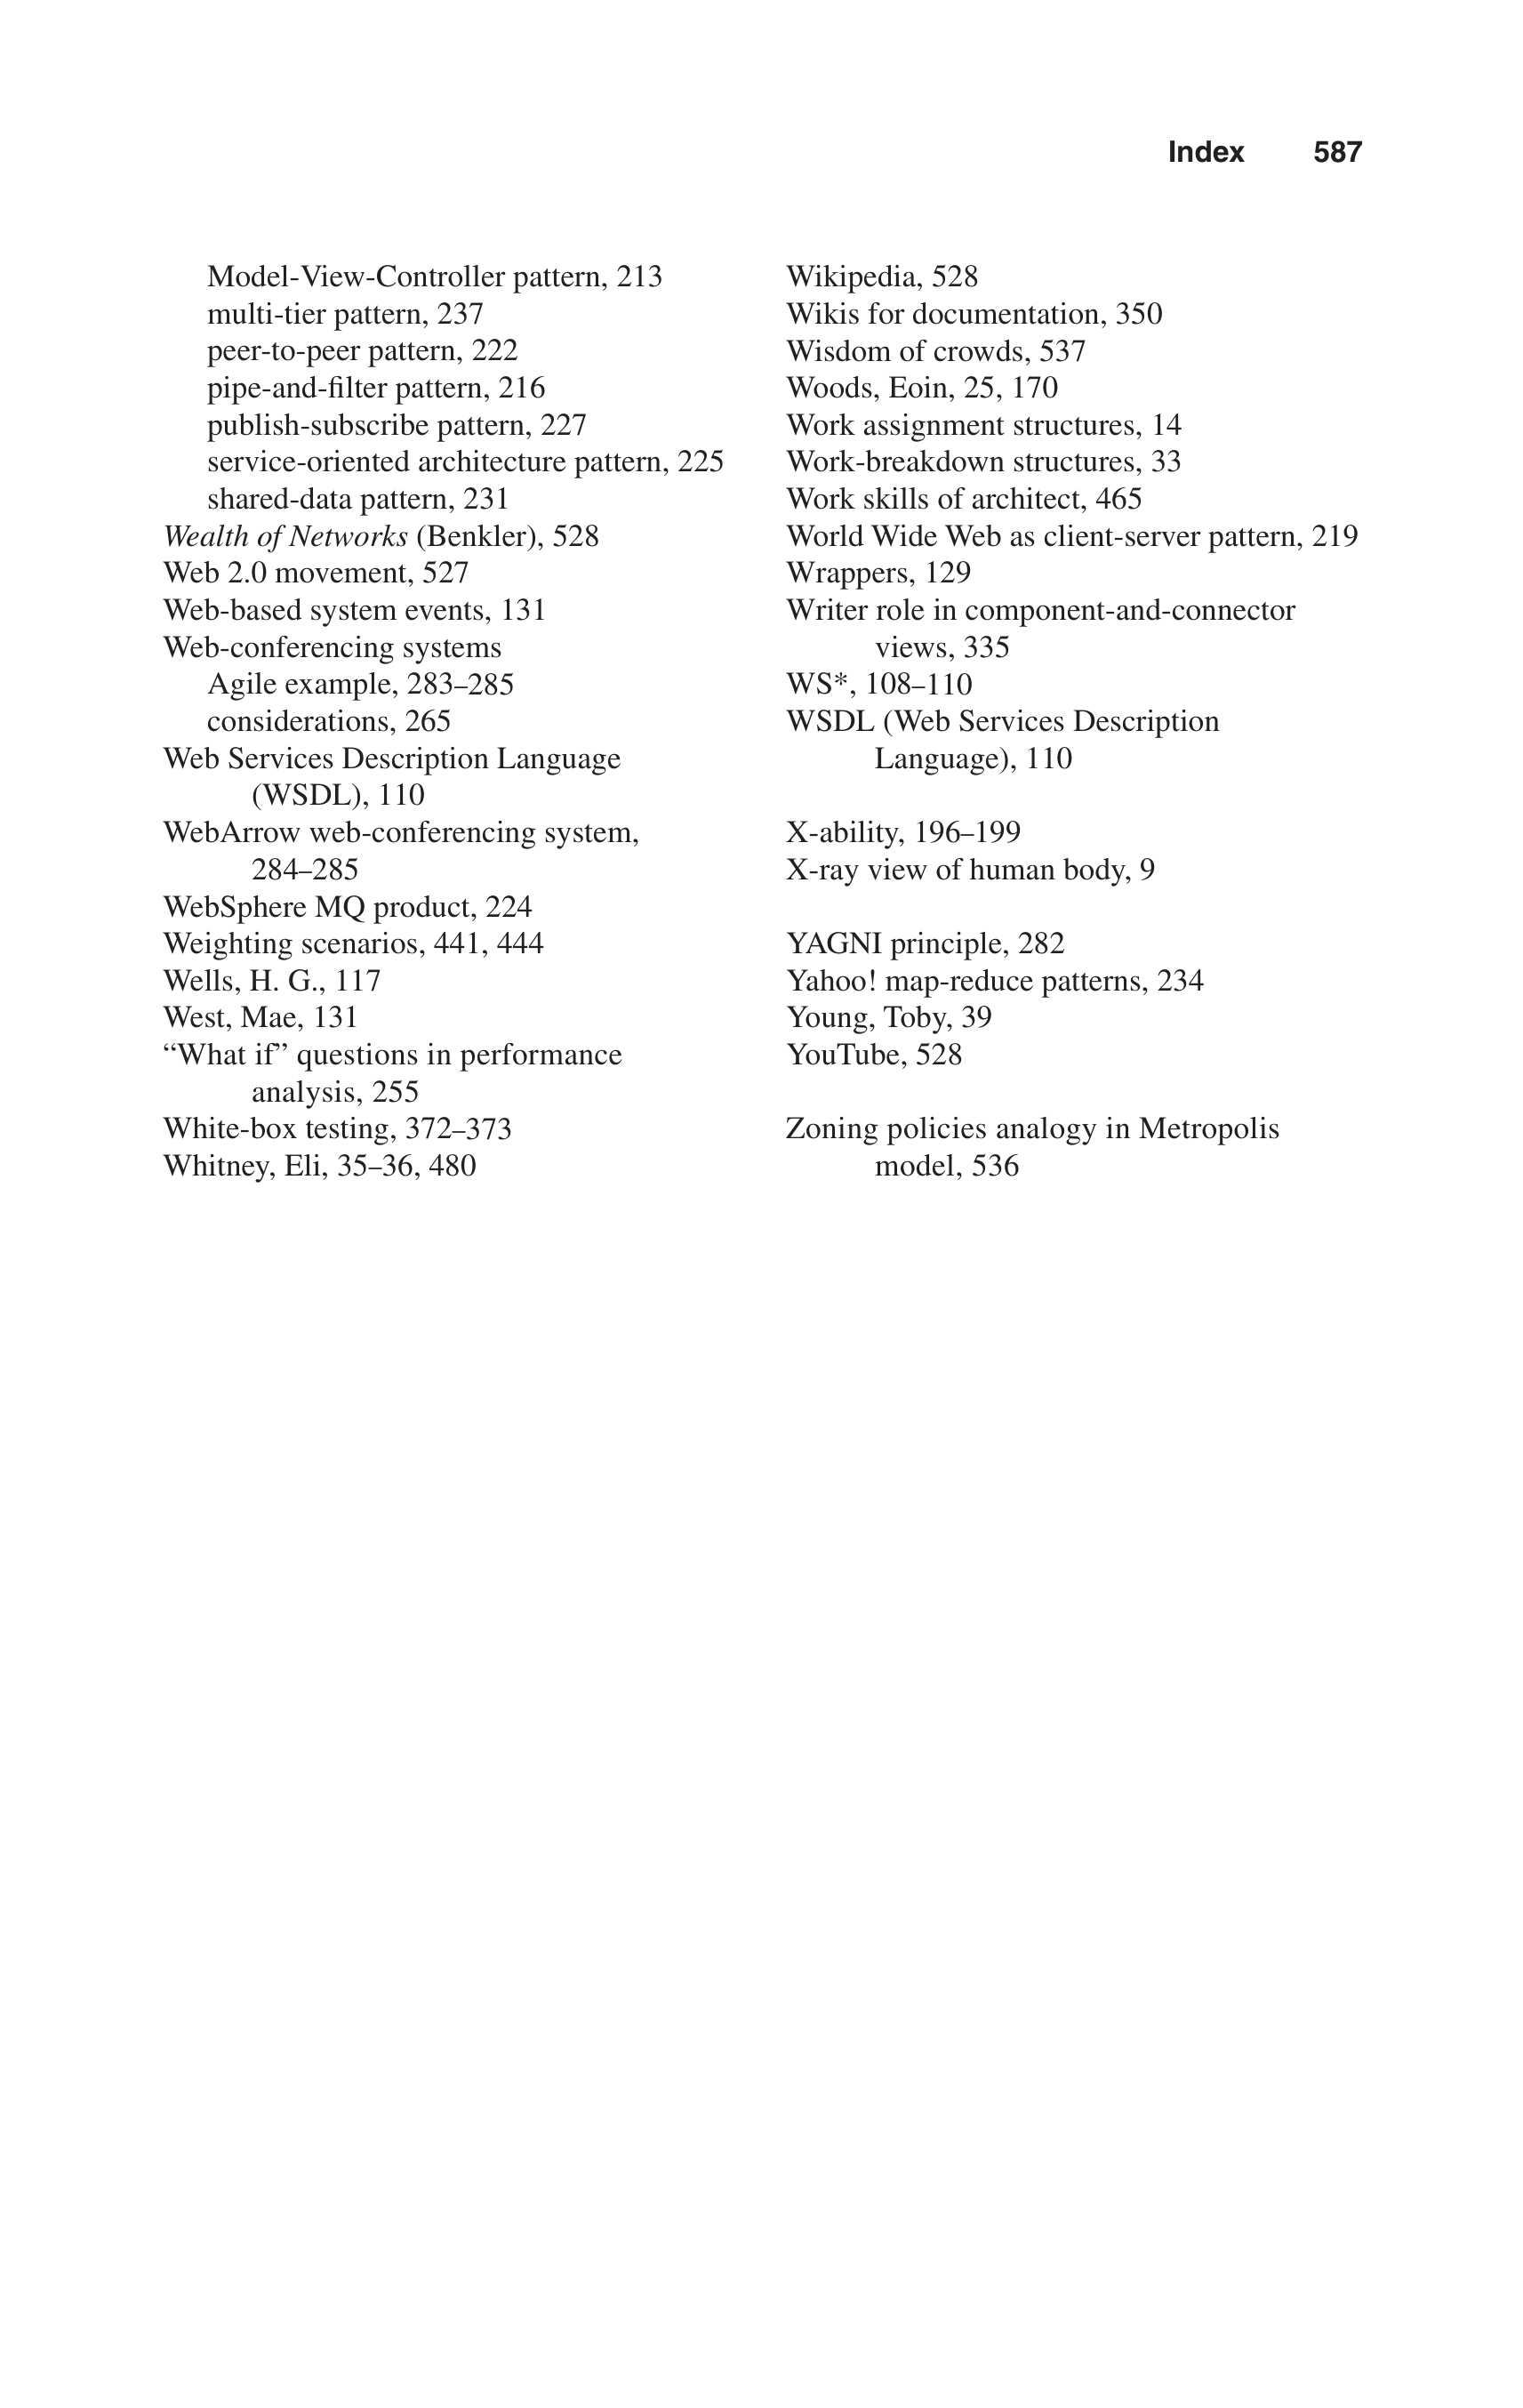 Index 587
Model-View-Controller pattern, 213
multi-tier pattern, 237
peer-to-peer pattern, 222
pipe-and-filter pattern, 216
publish-subscribe pattern, 227
service-oriented architecture pattern, 225
shared-data pattern, 231
Wealth of Networks (Benkler), 528
Web 2.0 movement, 527
Web-based system events, 131
Web-conferencing systems
Agile example, 283–285
considerations, 265
Web Services Description Language
(WSDL), 110
WebArrow web-conferencing system,
284–285
WebSphere MQ product, 224
Weighting scenarios, 441, 444
Wells, H. G., 117
West, Mae, 131
“What if” questions in performance
analysis, 255
White-box testing, 372–373
Whitney, Eli, 35–36, 480
Wikipedia, 528
Wikis for documentation, 350
Wisdom of crowds, 537
Woods, Eoin, 25, 170
Work assignment structures, 14
Work-breakdown structures, 33
Work skills of architect, 465
World Wide Web as client-server pattern, 219
Wrappers, 129
Writer role in component-and-connector
views, 335
WS*, 108–110
WSDL (Web Services Description
Language), 110
X-ability, 196–199
X-ray view of human body, 9
YAGNI principle, 282
Yahoo! map-reduce patterns, 234
Young, Toby, 39
YouTube, 528
Zoning policies analogy in Metropolis
model, 536